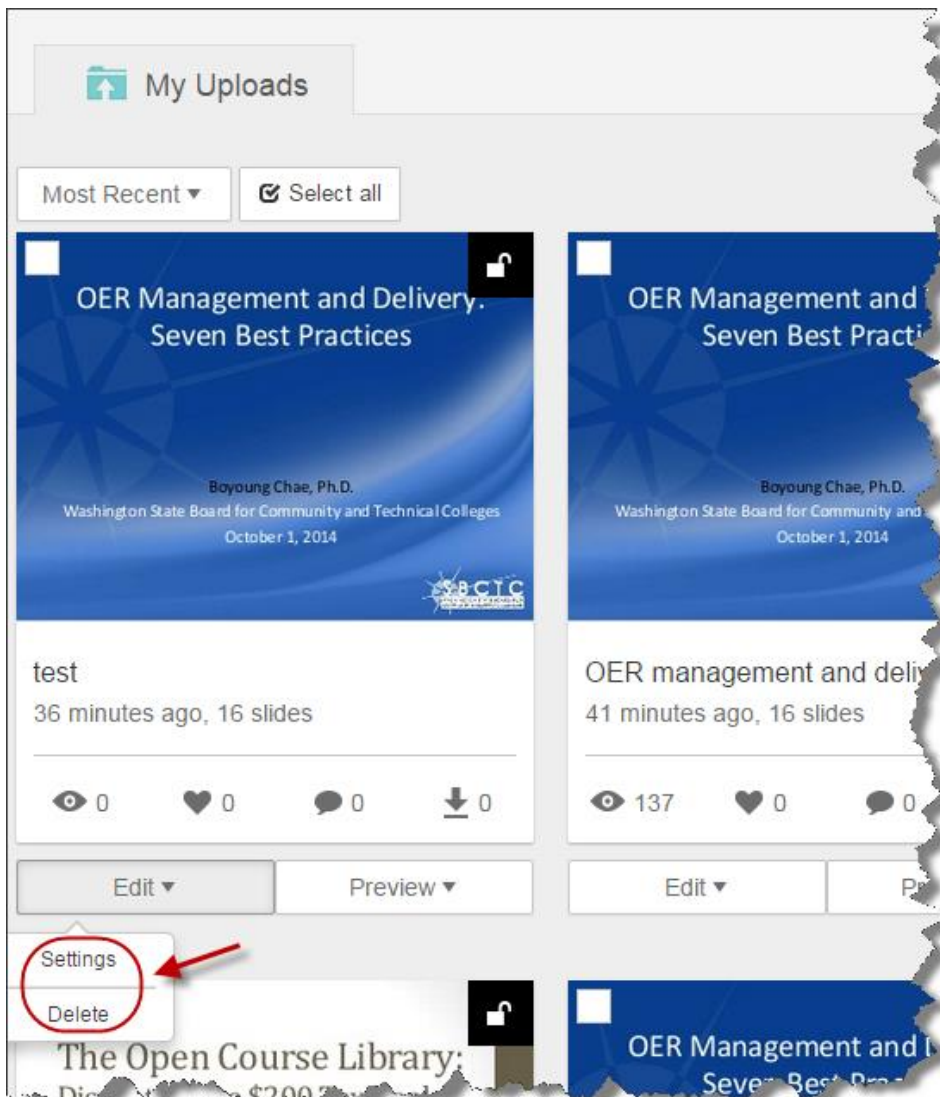 My Uploads
Most Recent
Select all
OER Management and Delivery:
Seven Best Practices
Boyoung Chae, Ph.D.
Washington State Board for Community and Technical Colleges
October 1, 2014
SBCTC
test
36 minutes ago, 16 slides
0 0 0 0
Edit Preview
Settings
Delete
OER Management and
Seven Best
Boyoung Chae, Ph.D.
Washington State Board for Community and
October 1, 2014
OER management and
41 minutes ago, 16 slides
137 0 0
Edit
The Open Course Library:
OER Management and
Seven Best